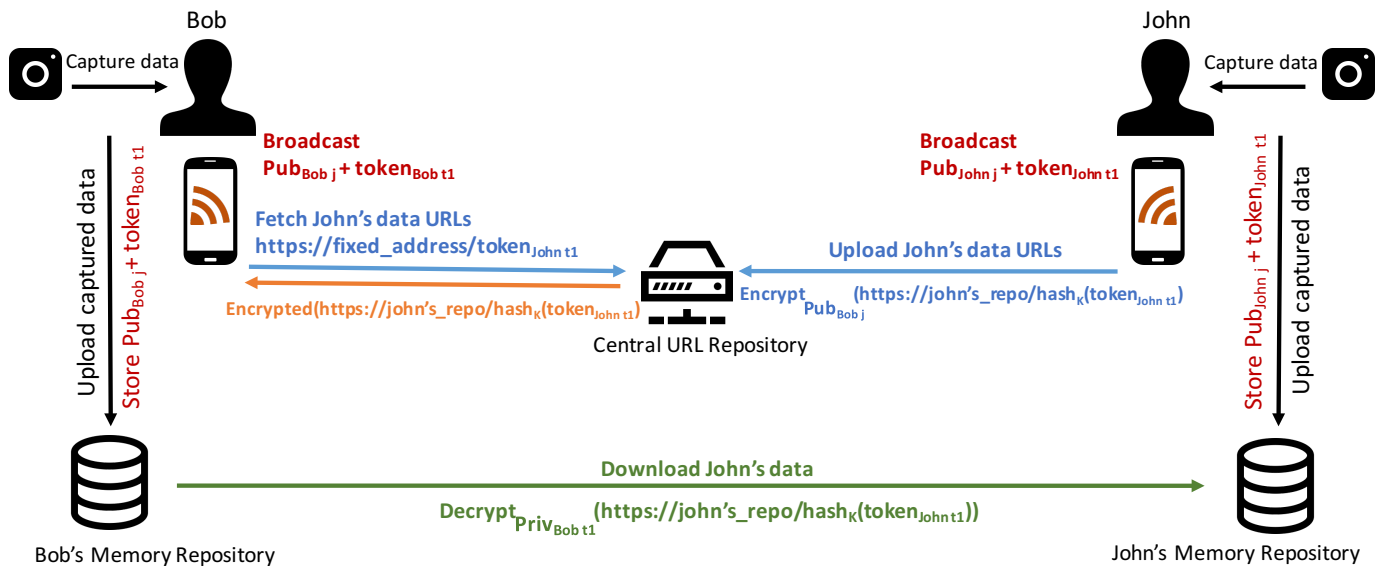 Bob
John
Capture data
Capture data
Broadcast
Pub_Bob j + token_Bob t1
Broadcast
Pub_John j + token_John t1
Upload captured data
Store Pub_Bob j + token_Bob t1
Store Pub_John j + token_John t1
Upload captured data
Fetch John's data URLs
https://fixed_address/token_John t1
Upload John's data URLs
Encrypted(https://john's_repo/hash_K(token_John t1)
Encrypt_Pub_Bob j (https://john's_repo/hash_K(token_John t1)
Central URL Repository
Download John's data
Decrypt_Priv_Bob t1 (https://john's_repo/hash_K(token_John t1))
Bob's Memory Repository
John's Memory Repository